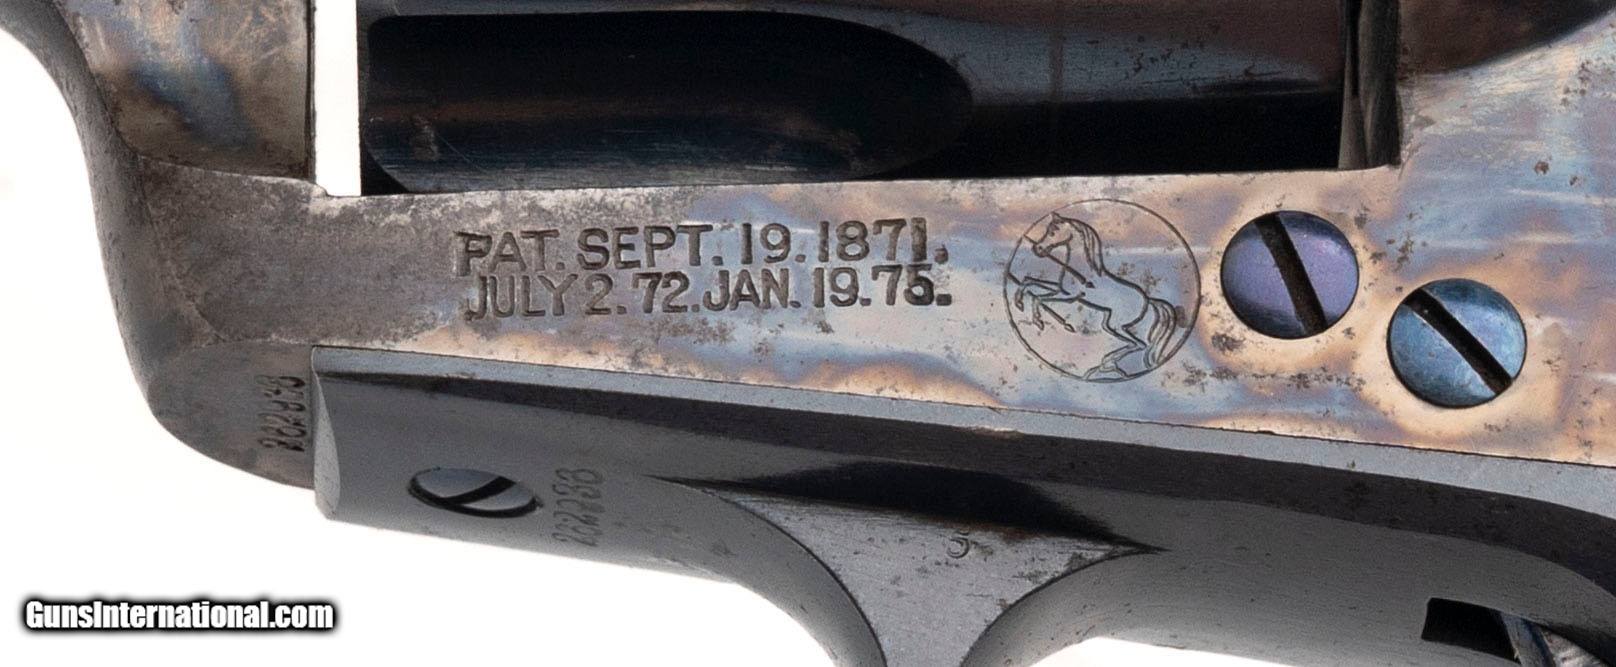 PAT. SEPT. 19. 1871.
JULY 2. 72. JAN. 19. 75.
GunsInternational.com